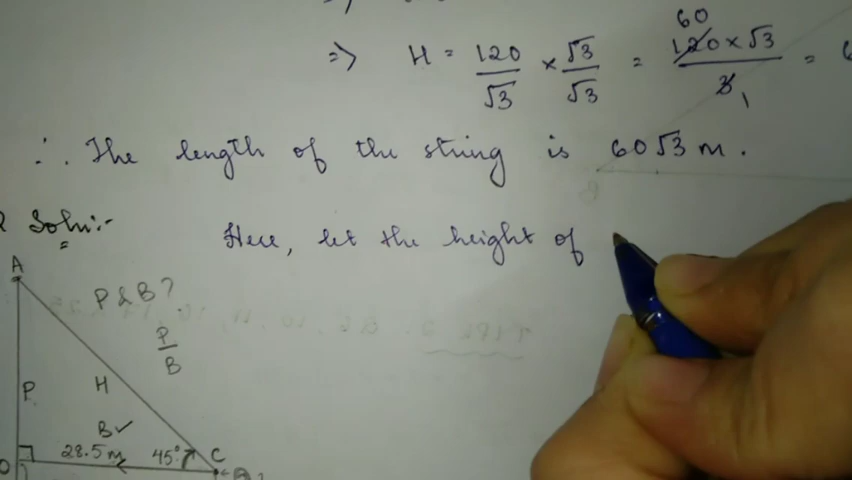 => H = 120/√3 × √3/√3 = 60 120×√3/3 1 = 6
∴ The length of the string is 60√3 m.
B
Soln:-
Here, let the height of
A
P & B?
P/B
P
H
B✓
28.5 m 45° C